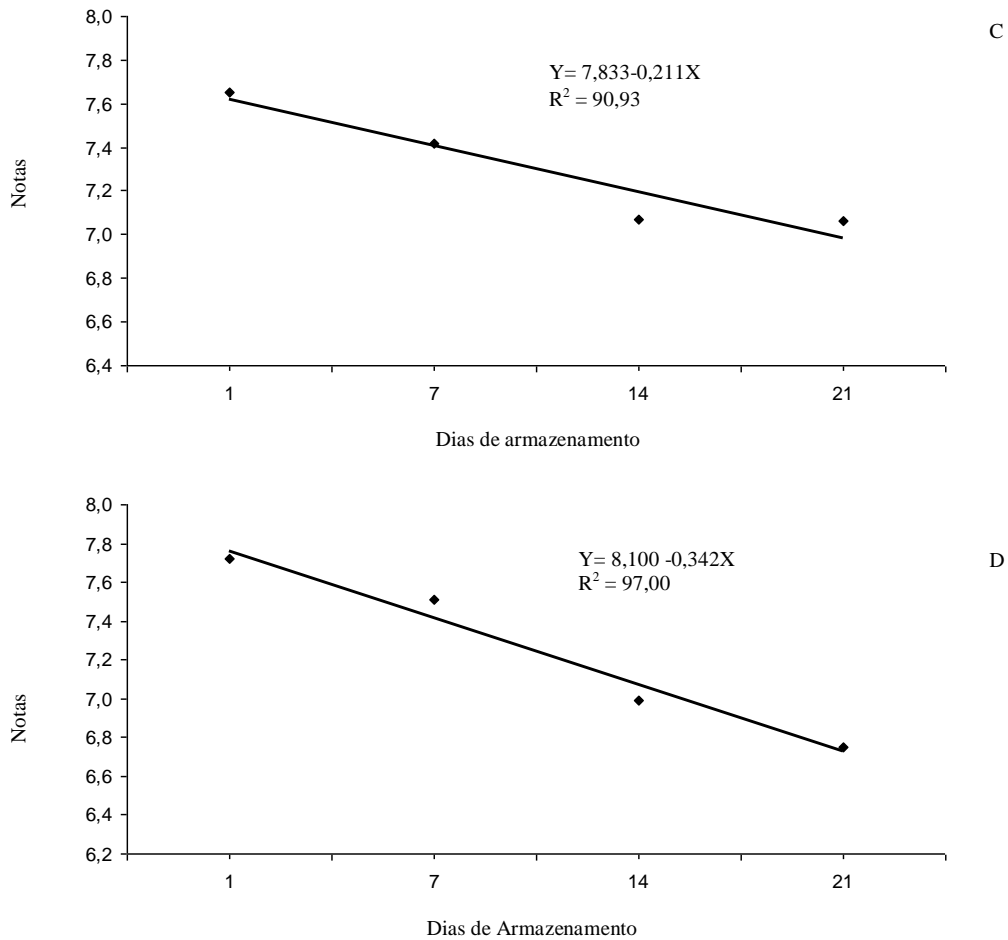 C
8,0
7,8
7,6
7,4
7,2
7,0
6,8
6,6
6,4
Notas
Y= 7,833-0,211X
R² = 90,93
1 7 14 21
Dias de armazenamento
D
8,0
7,8
7,6
7,4
7,2
7,0
6,8
6,6
6,4
6,2
Notas
Y= 8,100 -0,342X
R² = 97,00
1 7 14 21
Dias de Armazenamento